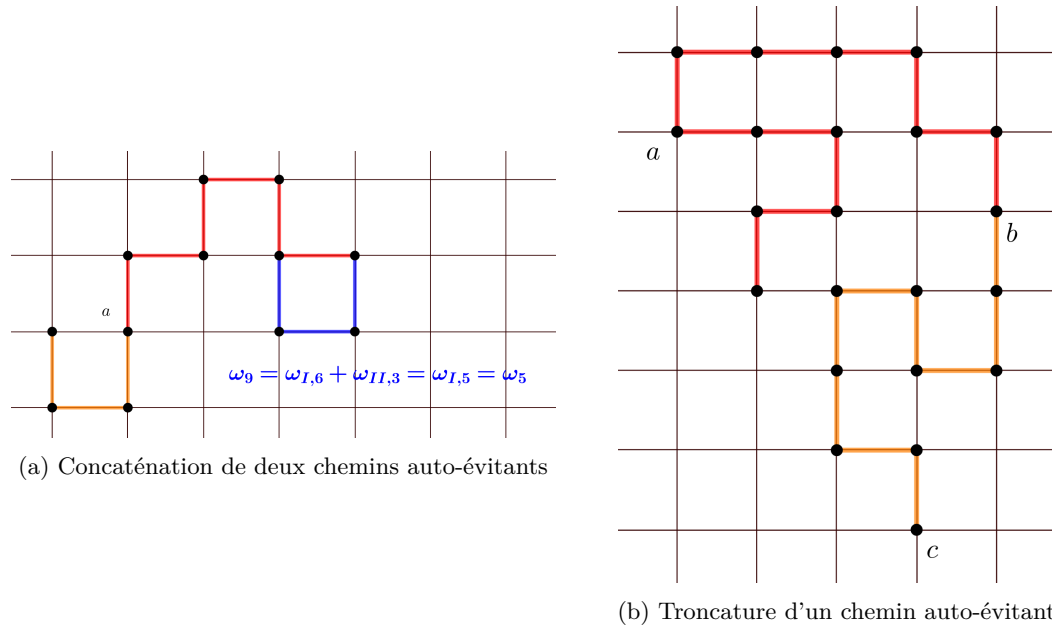 a
ω₉ = ω_{I,6} + ω_{II,3} = ω_{I,5} = ω₅
(a) Concaténation de deux chemins auto-évitants
a
b
c
(b) Troncature d'un chemin auto-évitant